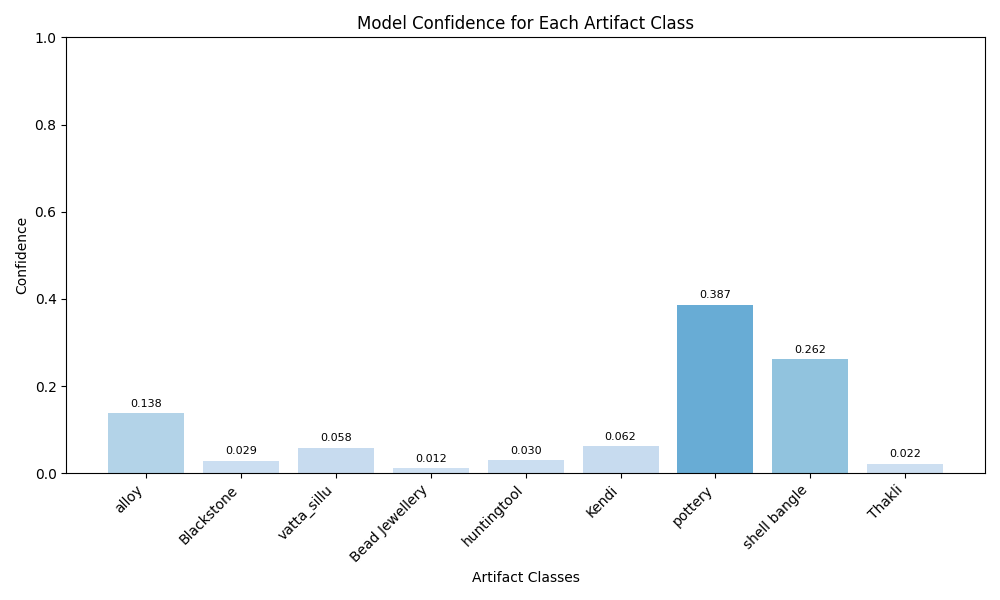 Model Confidence for Each Artifact Class
1.0
0.8
0.6
0.4
0.2
0.0
Confidence
0.138
0.029
0.058
0.012
0.030
0.062
0.387
0.262
0.022
alloy
Blackstone
vatta_sillu
Bead Jewellery
huntingtool
Kendi
pottery
shell bangle
Thakli
Artifact Classes